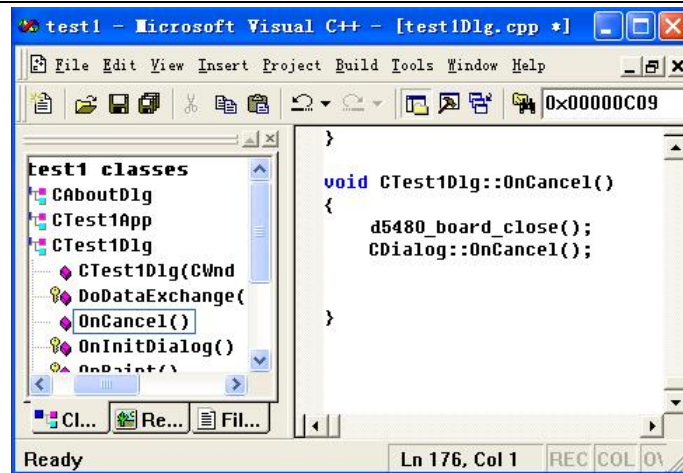 test1 - Microsoft Visual C++ - [test1Dlg.cpp *]
File Edit View Insert Project Build Tools Window Help
0x00000C09
test1 classes
CAboutDlg
CTest1App
CTest1Dlg
CTest1Dlg(CWnd
DoDataExchange(
OnCancel()
OnInitDialog()
OnPaint()
Cl... Re... Fil...
}
void CTest1Dlg::OnCancel()
{
d5480_board_close();
CDialog::OnCancel();
}
Ready
Ln 176, Col 1 REC COL